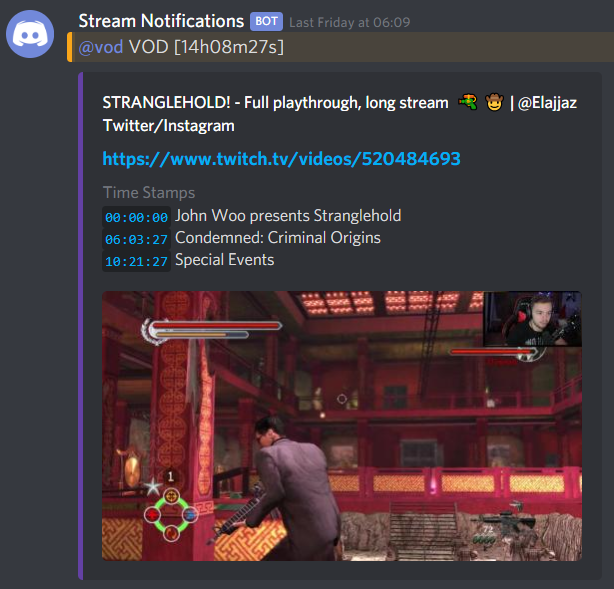 Stream Notifications BOT Last Friday at 06:09
@vod VOD [14h08m27s]
STRANGLEHOLD! - Full playthrough, long stream 🔫 🤠 | @Elajjaz
Twitter/Instagram
https://www.twitch.tv/videos/520484693
Time Stamps
00:00:00 John Woo presents Stranglehold
06:03:27 Condemned: Criminal Origins
10:21:27 Special Events
1